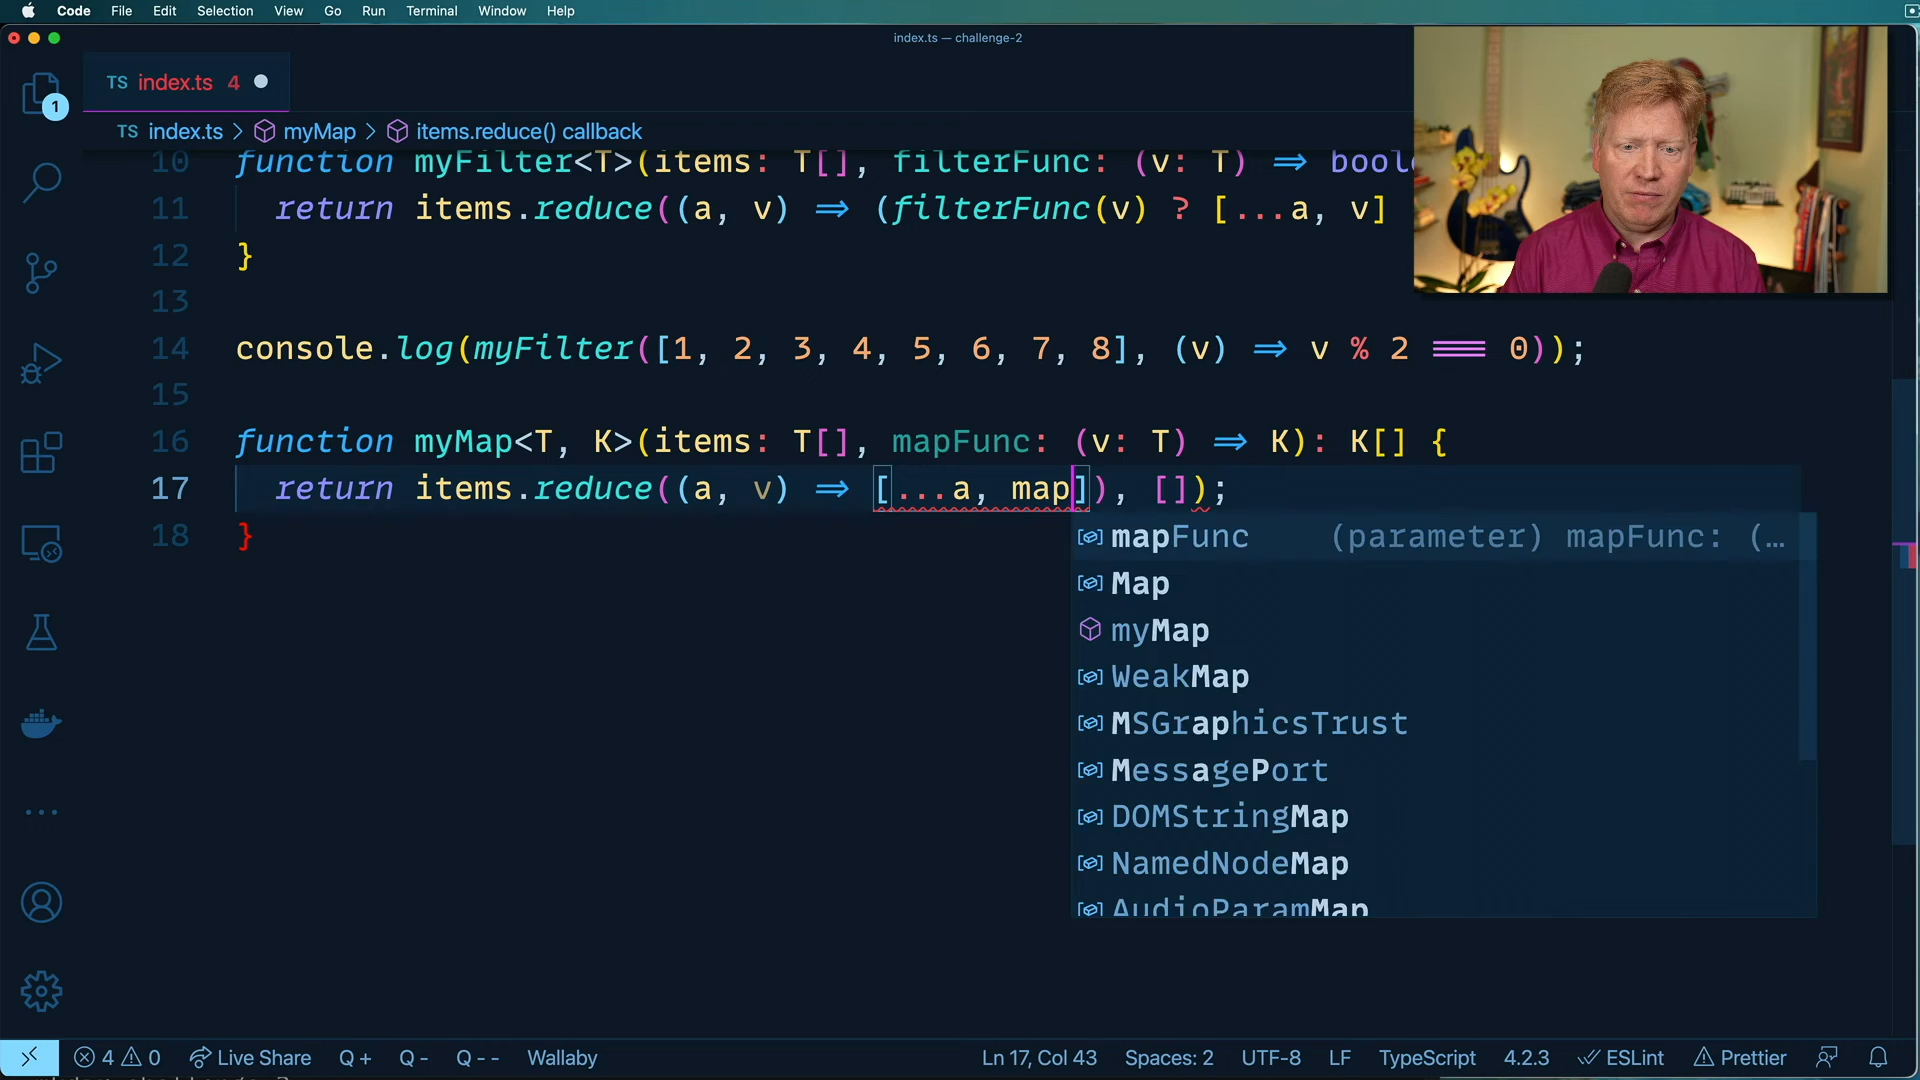 Code File Edit Selection View Go Run Terminal Window Help
index.ts — challenge-2
TS index.ts 4
1
TS index.ts > myMap > items.reduce() callback
10 function myFilter<T>(items: T[], filterFunc: (v: T) ⇒ boole
11 return items.reduce((a, v) ⇒ (filterFunc(v) ? [...a, v]
12 }
13
14 console.log(myFilter([1, 2, 3, 4, 5, 6, 7, 8], (v) ⇒ v % 2 === 0));
15
16 function myMap<T, K>(items: T[], mapFunc: (v: T) ⇒ K): K[] {
17 return items.reduce((a, v) ⇒ [...a, map]), []);
18 }
mapFunc (parameter) mapFunc: (…
Map
myMap
WeakMap
MSGraphicsTrust
MessagePort
DOMStringMap
NamedNodeMap
AudioParamMap
4 0 Live Share Q + Q - Q - - Wallaby Ln 17, Col 43 Spaces: 2 UTF-8 LF TypeScript 4.2.3 ESLint Prettier